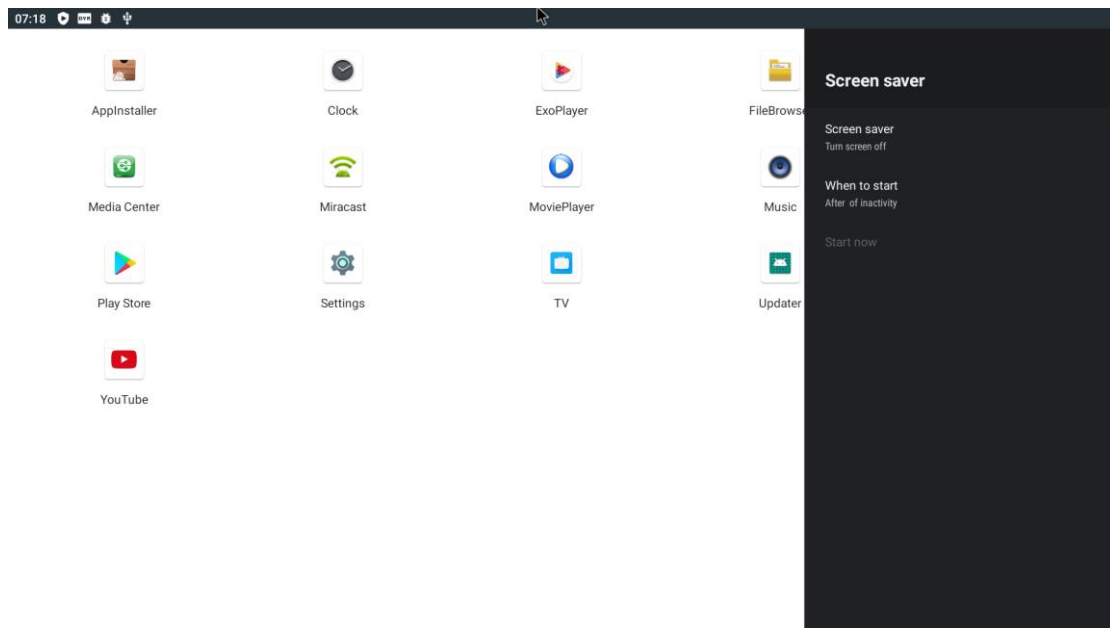 07:18 DVR
AppInstaller Clock ExoPlayer FileBrowse
Media Center Miracast MoviePlayer Music
Play Store Settings TV Updater
YouTube
Screen saver
Screen saver
Turn screen off
When to start
After of inactivity
Start now